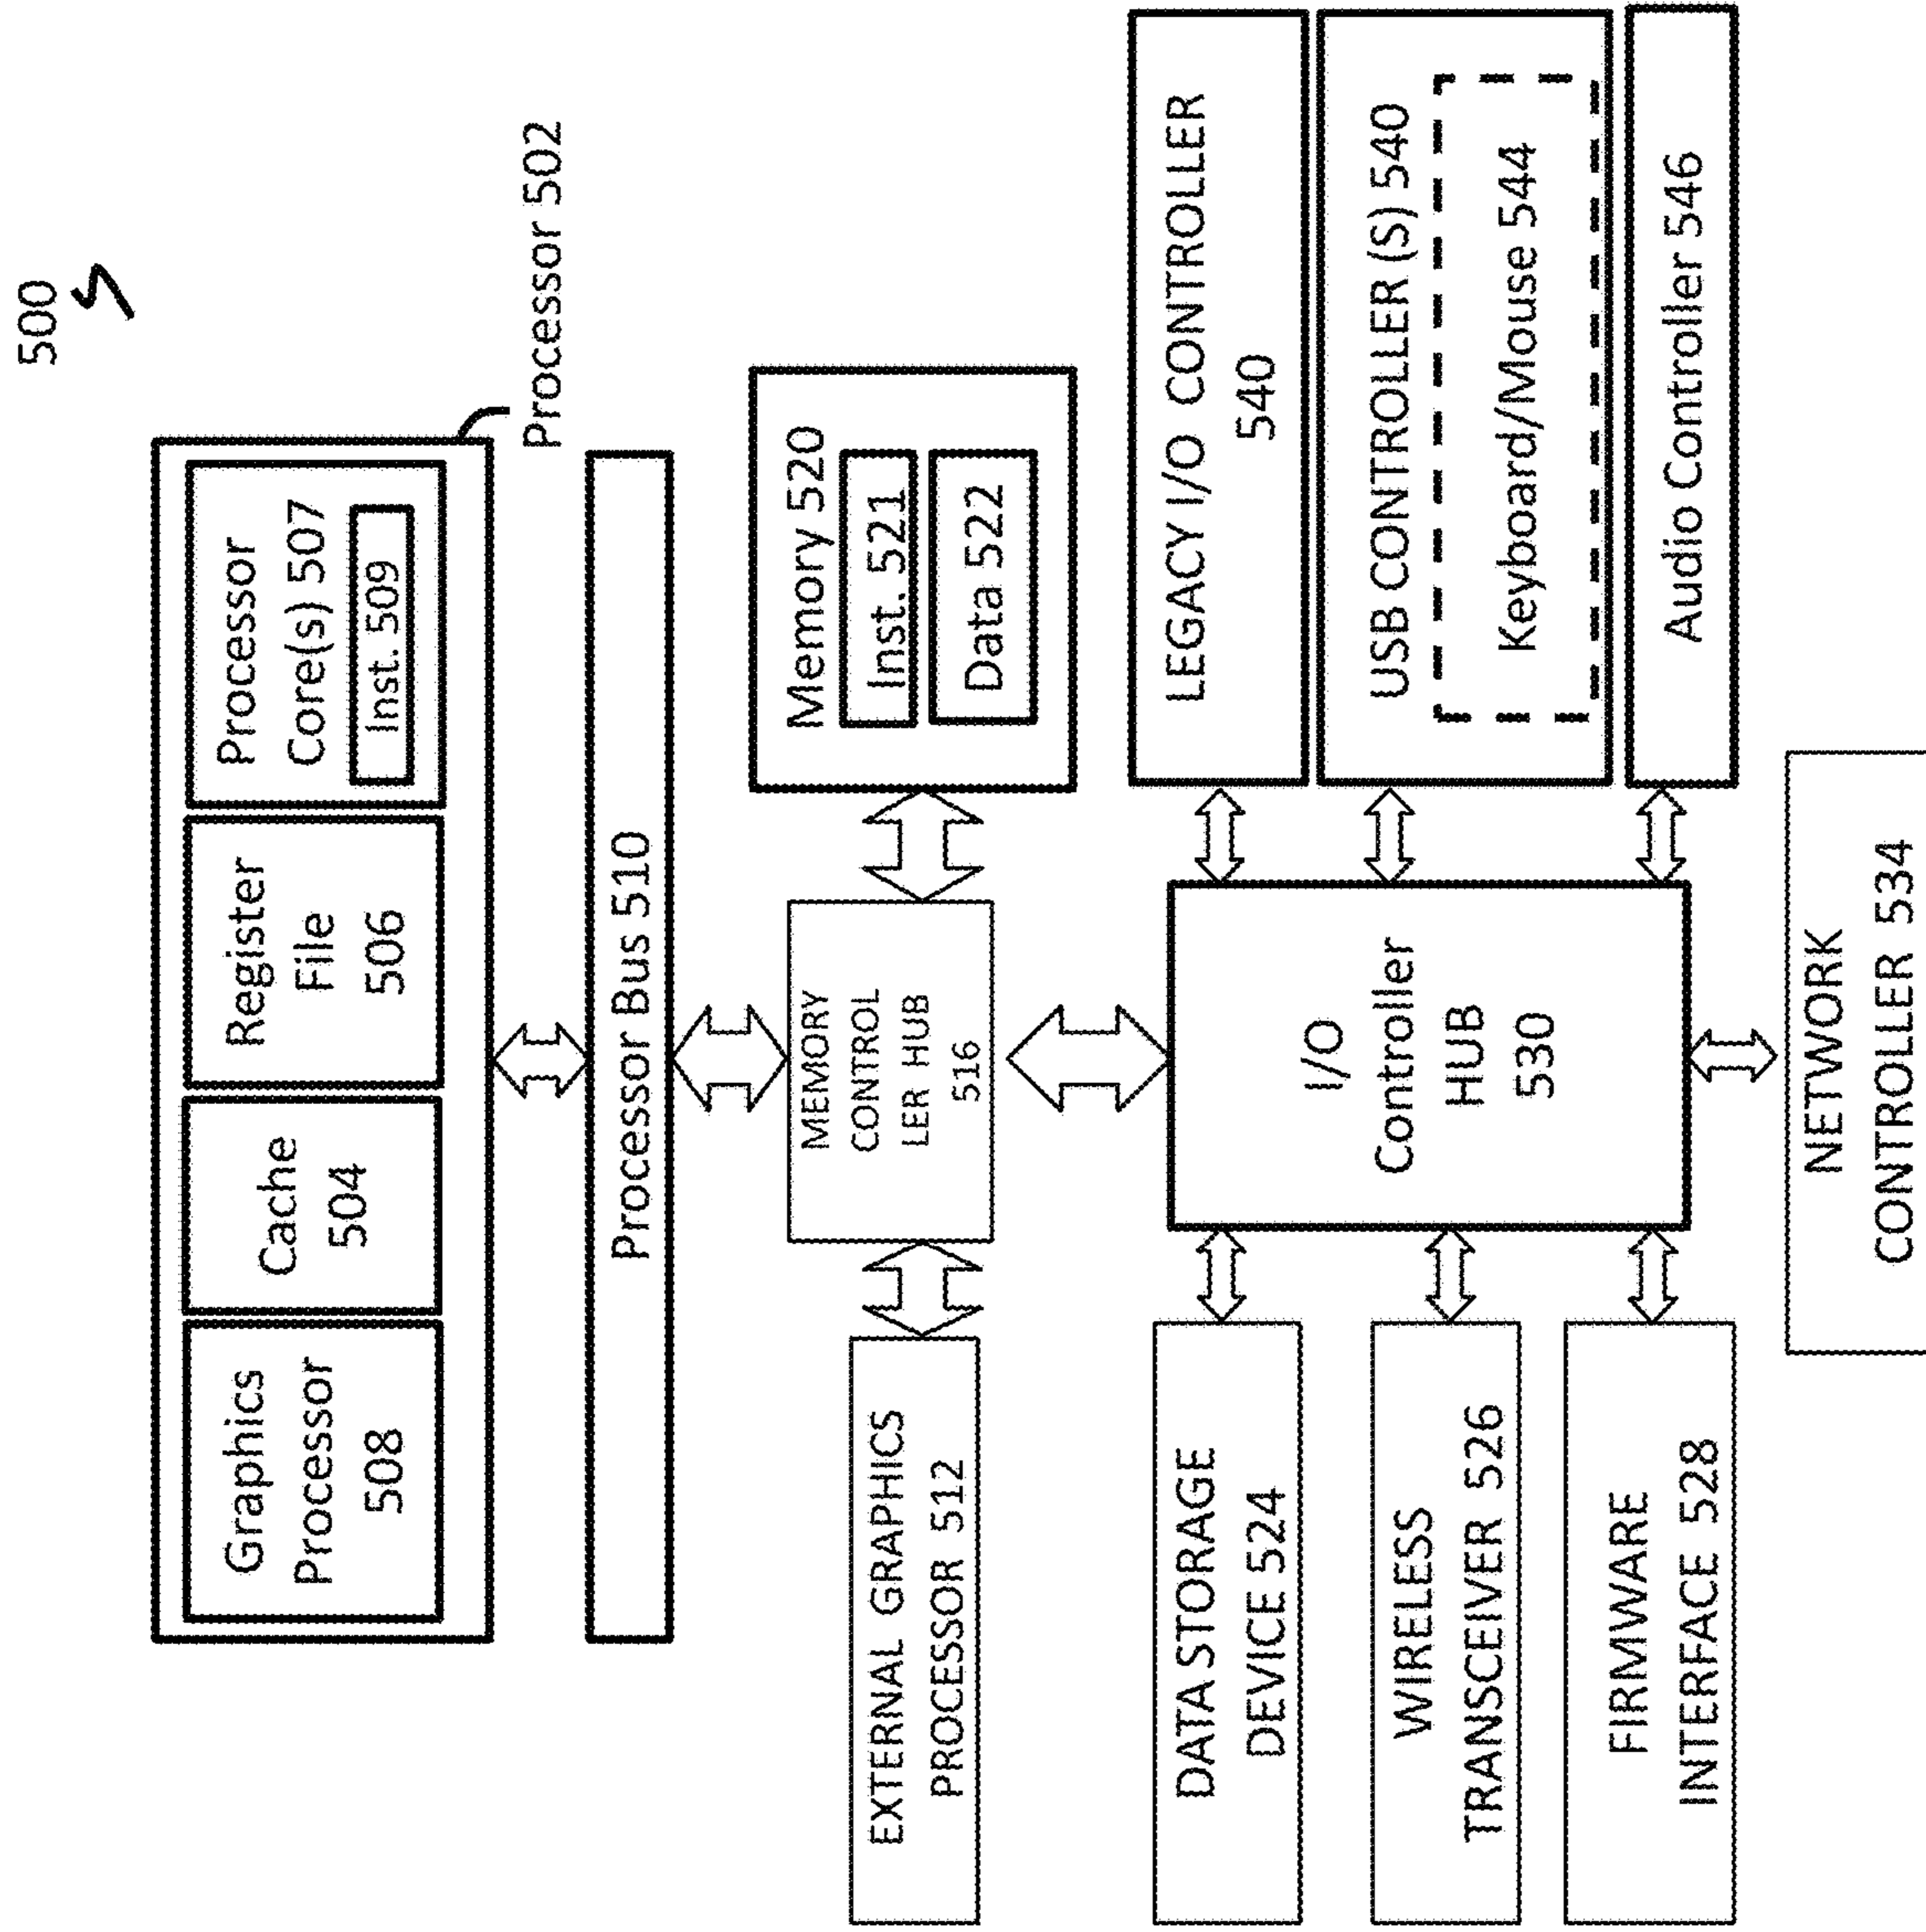 500
Processor 502
Graphics
Processor
508
Cache
504
Register
File
506
Processor
Core(s) 507
Inst. 509
Processor Bus 510
EXTERNAL GRAPHICS
PROCESSOR 512
MEMORY
CONTROL
LER HUB
516
Memory 520
Inst. 521
Data 522
DATA STORAGE
DEVICE 524
WIRELESS
TRANSCEIVER 526
FIRMWARE
INTERFACE 528
I/O
Controller
HUB
530
LEGACY I/O CONTROLLER
540
USB CONTROLLER (S) 540
Keyboard/Mouse 544
Audio Controller 546
NETWORK
CONTROLLER 534